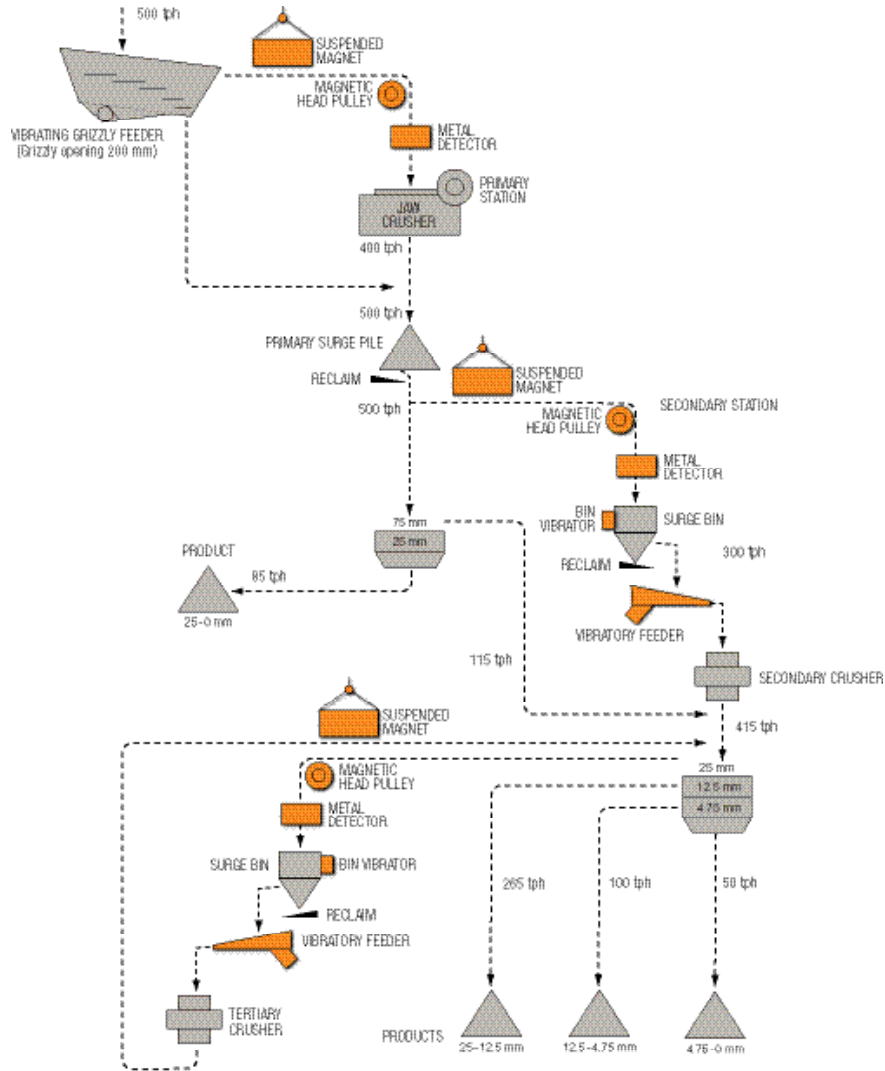 500 tph
SUSPENDED
MAGNET
MAGNETIC
HEAD PULLEY
VIBRATING GRIZZLY FEEDER
(Grizzly opening 200 mm)
METAL
DETECTOR
PRIMARY
STATION
JAW
CRUSHER
400 tph
500 tph
PRIMARY SURGE PILE
RECLAIM
SUSPENDED
MAGNET
500 tph
MAGNETIC
HEAD PULLEY
SECONDARY STATION
METAL
DETECTOR
75 mm
25 mm
BIN
VIBRATOR
SURGE BIN
PRODUCT
RECLAIM
300 tph
85 tph
25-0 mm
VIBRATORY FEEDER
115 tph
SECONDARY CRUSHER
SUSPENDED
MAGNET
415 tph
MAGNETIC
HEAD PULLEY
25 mm
12.5 mm
4.75 mm
METAL
DETECTOR
SURGE BIN
BIN VIBRATOR
265 tph
100 tph
50 tph
RECLAIM
VIBRATORY FEEDER
TERTIARY
CRUSHER
PRODUCTS
25-12.5 mm
12.5-4.75 mm
4.75-0 mm